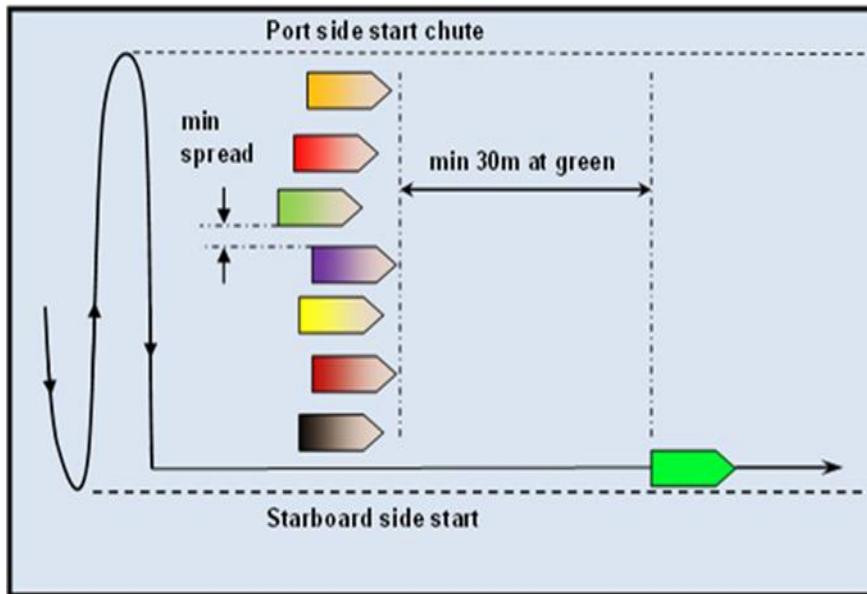 Port side start chute
min
spread
min 30m at green
Starboard side start